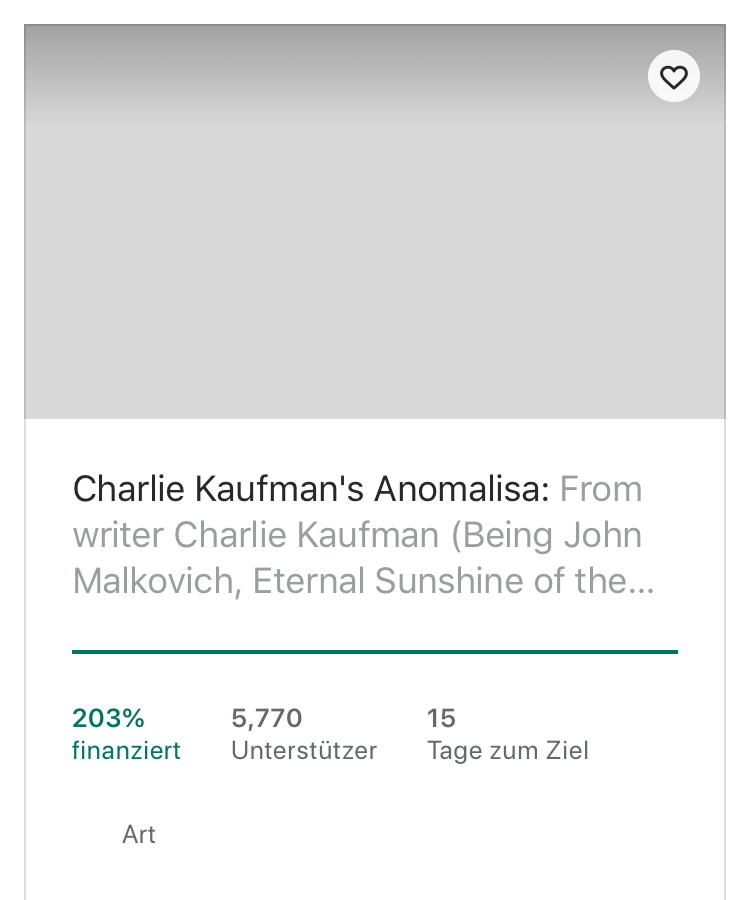 Charlie Kaufman's Anomalisa: From
writer Charlie Kaufman (Being John
Malkovich, Eternal Sunshine of the...
203%
finanziert
5,770
Unterstützer
15
Tage zum Ziel
Art